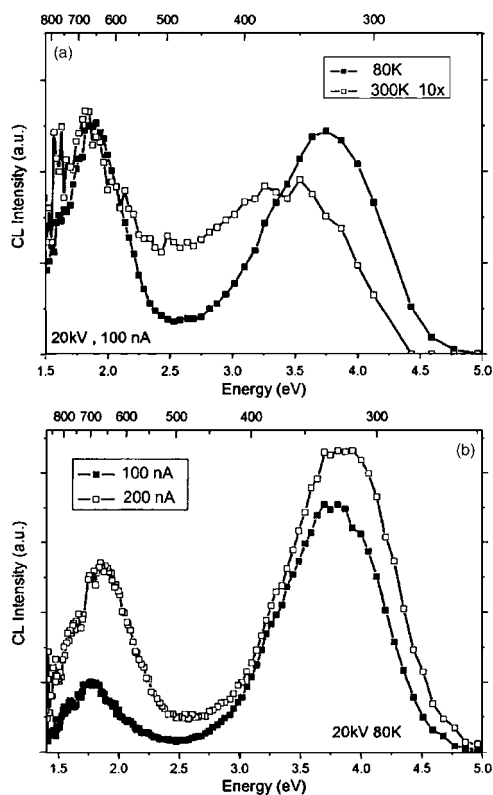 800 700 600 500 400 300
(a)
80K
300K 10x
CL Intensity (a.u.)
20kV , 100 nA
1.5 2.0 2.5 3.0 3.5 4.0 4.5 5.0
Energy (eV)
800 700 600 500 400 300
(b)
100 nA
200 nA
CL Intensity (a.u.)
20kV 80K
1.5 2.0 2.5 3.0 3.5 4.0 4.5 5.0
Energy (eV)